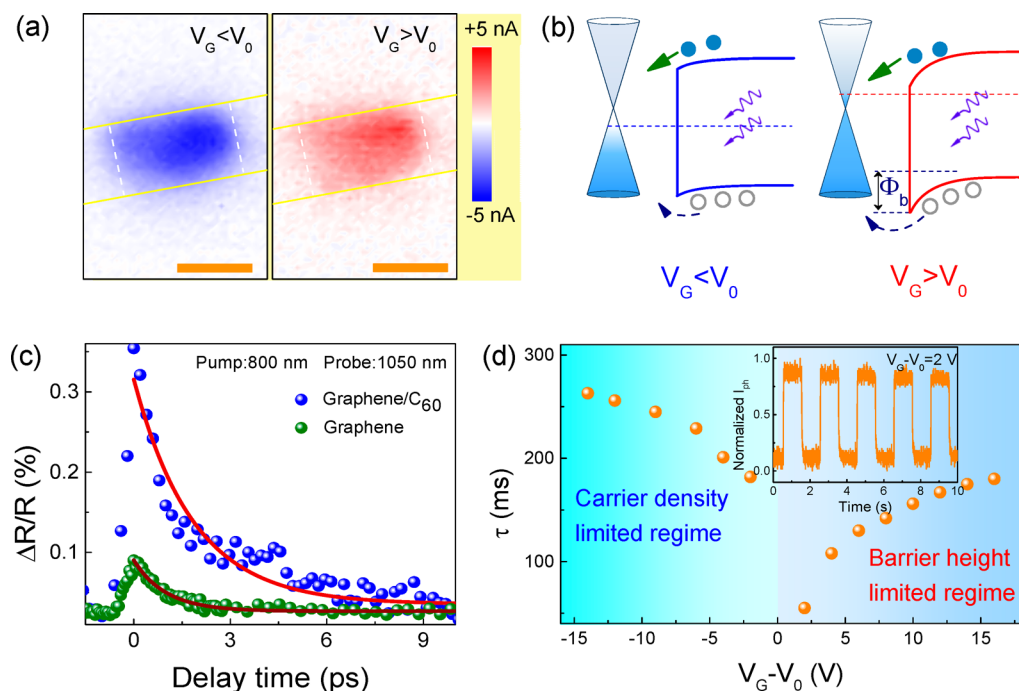 (a)
V_G<V_0
V_G>V_0
+5 nA
-5 nA
(b)
Φ_b
V_G<V_0
V_G>V_0
(c)
Pump:800 nm Probe:1050 nm
Graphene/C_60
Graphene
ΔR/R (%)
0.3
0.1
0 3 6 9
Delay time (ps)
(d)
300
200
100
τ (ms)
Carrier density
limited regime
Barrier height
limited regime
V_G-V_0=2 V
Normalized I_ph
1.0
0.5
0.0
0 2 4 6 8 10
Time (s)
-15 -10 -5 0 5 10 15
V_G-V_0 (V)